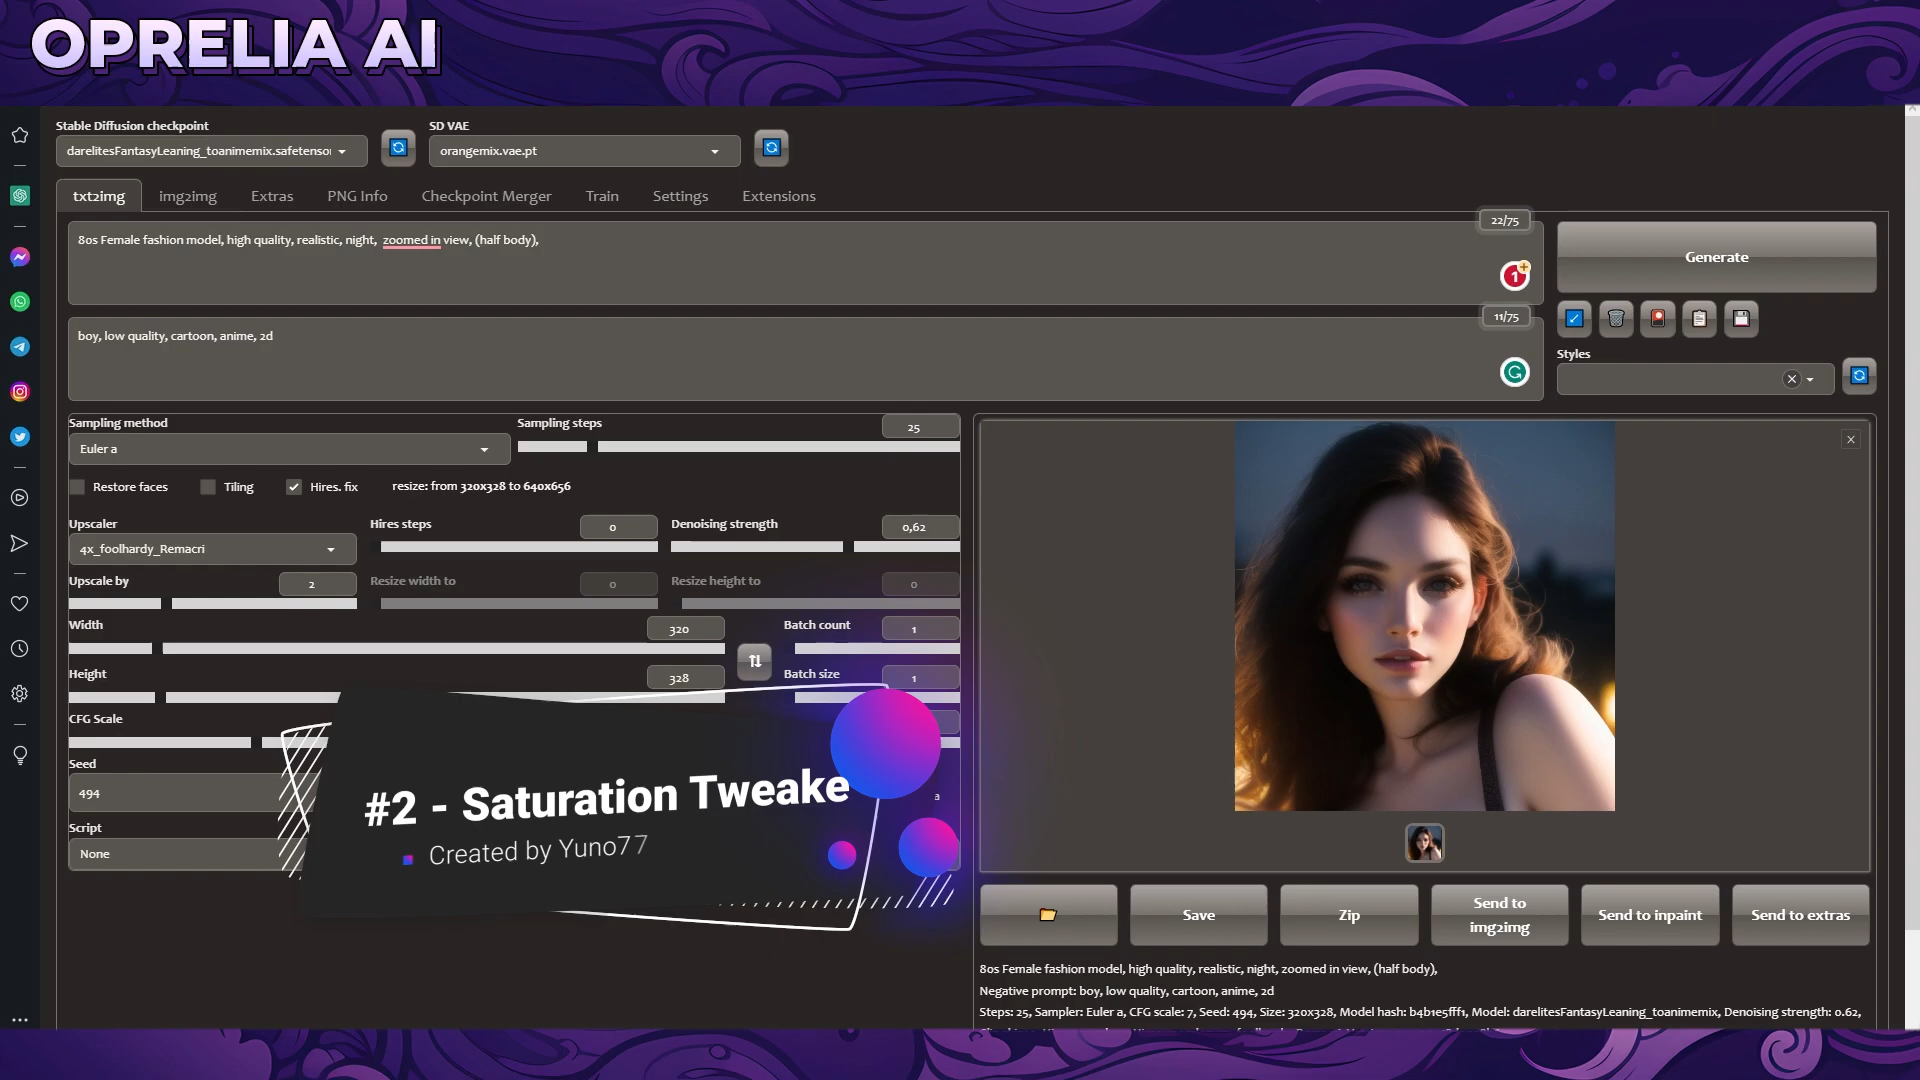 OPRELIA AI
Stable Diffusion checkpoint
SD VAE
darelitesFantasyLeaning_toanimemix.safetensor
orangemix.vae.pt
txt2img
img2img
Extras
PNG Info
Checkpoint Merger
Train
Settings
Extensions
22/75
80s Female fashion model, high quality, realistic, night, zoomed in view, (half body),
1
Generate
11/75
boy, low quality, cartoon, anime, 2d
Styles
Sampling method
Sampling steps
25
Euler a
Restore faces
Tiling
Hires. fix
resize: from 320x328 to 640x656
Upscaler
Hires steps
0
Denoising strength
0,62
4x_foolhardy_Remacri
Upscale by
2
Resize width to
0
Resize height to
0
Width
320
Batch count
1
Height
328
Batch size
1
CFG Scale
Seed
494
a
Script
None
#2 - Saturation Tweake
Created by Yuno77
Save
Zip
Send to
img2img
Send to inpaint
Send to extras
80s Female fashion model, high quality, realistic, night, zoomed in view, (half body),
Negative prompt: boy, low quality, cartoon, anime, 2d
Steps: 25, Sampler: Euler a, CFG scale: 7, Seed: 494, Size: 320x328, Model hash: b4b1e5fff1, Model: darelitesFantasyLeaning_toanimemix, Denoising strength: 0.62,